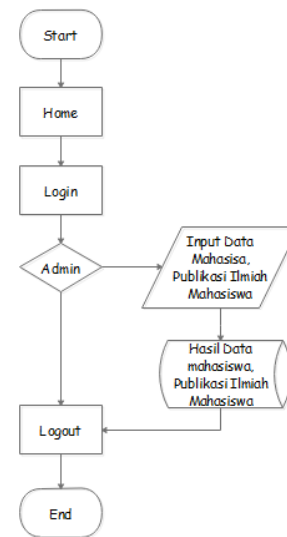 Start
Home
Login
Admin
Input Data
Mahasisa,
Publikasi Ilmiah
Mahasiswa
Hasil Data
mahasiswa,
Publikasi Ilmiah
Mahasiswa
Logout
End